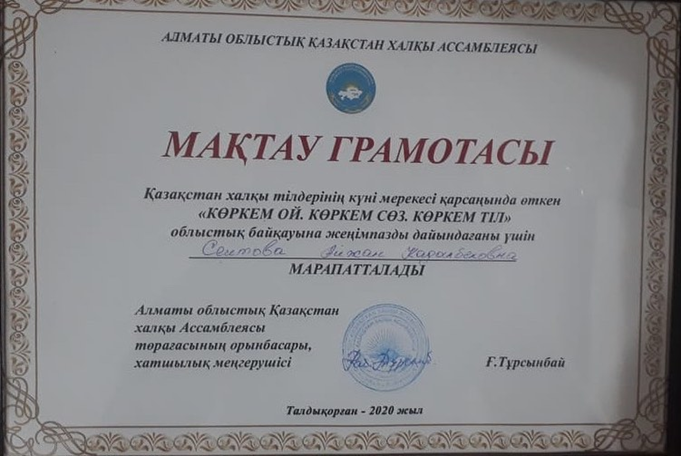 АЛМАТЫ ОБЛЫСТЫҚ ҚАЗАҚСТАН ХАЛҚЫ АССАМБЛЕЯСЫ
МАҚТАУ ГРАМОТАСЫ
Қазақстан халқы тілдерінің күні мерекесі қарсаңында өткен
«КӨРКЕМ ОЙ. КӨРКЕМ СӨЗ. КӨРКЕМ ТІЛ»
облыстық байқауына жеңімпазды дайындағаны үшін
Сеитова
МАРАПАТТАЛАДЫ
Алматы облыстық Қазақстан
халқы Ассамблеясы
төрағасының орынбасары,
хатшылық меңгерушісі
Ғ.Тұрсынбай
Талдықорған - 2020 жыл